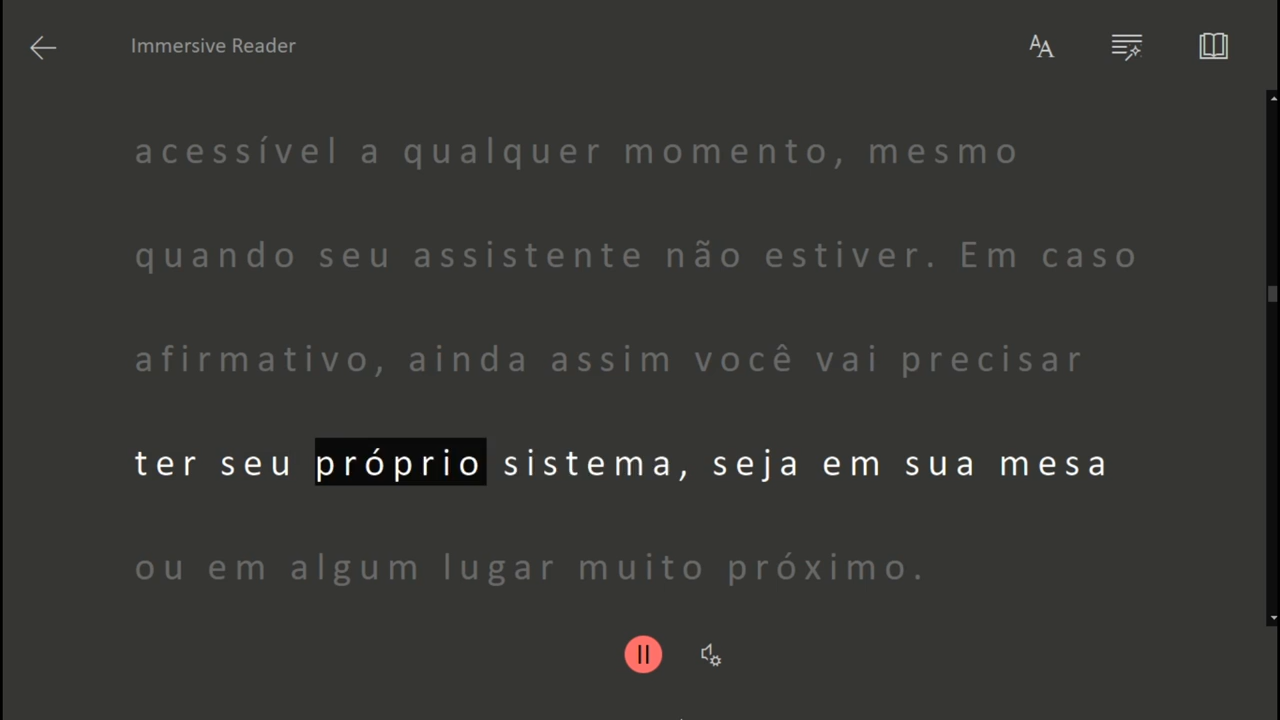 Immersive Reader
acessível a qualquer momento, mesmo
quando seu assistente não estiver. Em caso
afirmativo, ainda assim você vai precisar
ter seu próprio sistema, seja em sua mesa
ou em algum lugar muito próximo.